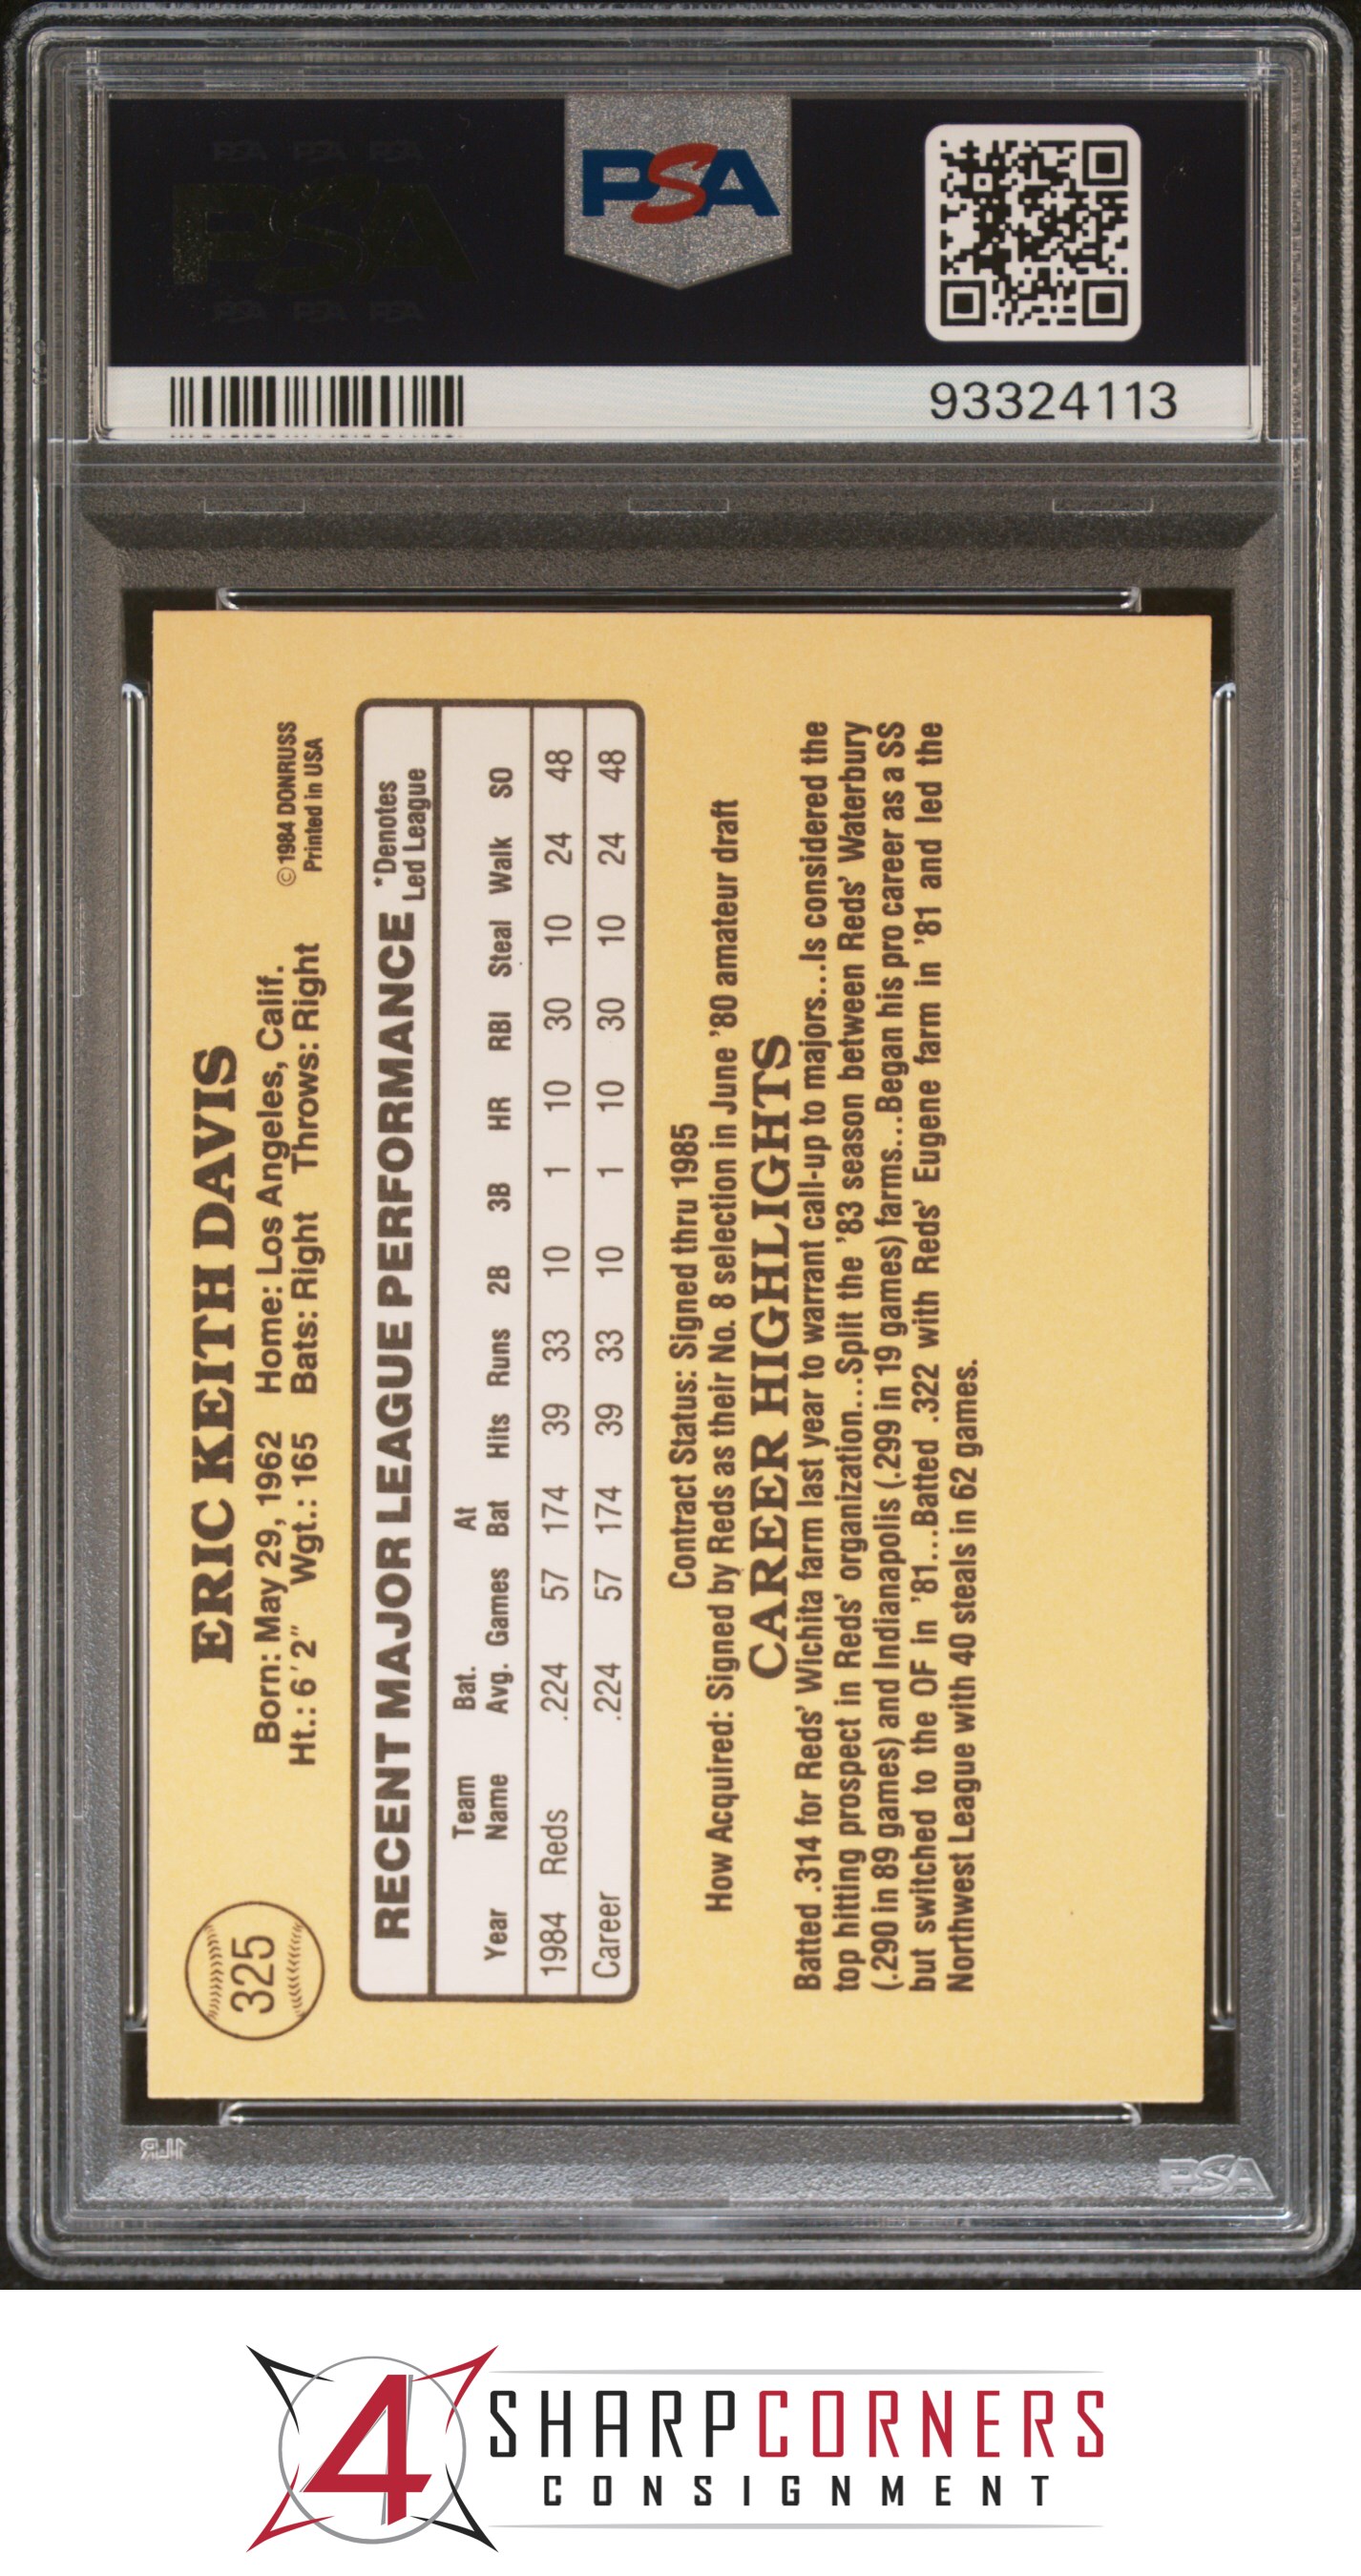 PSA PSA PSA
PSA
PSA PSA PSA
PSA
93324113
325
ERIC KEITH DAVIS
Born: May 29, 1962 Home: Los Angeles, Calif.
Ht.: 6'2" Wgt.: 165 Bats: Right Throws: Right
©1984 DONRUSS
Printed in USA
RECENT MAJOR LEAGUE PERFORMANCE *Denotes Led League
Year Team Name Bat. Avg. Games At Bat Hits Runs 2B 3B HR RBI Steal Walk SO
1984 Reds .224 57 174 39 33 10 1 10 30 10 24 48
Career .224 57 174 39 33 10 1 10 30 10 24 48
Contract Status: Signed thru 1985
How Acquired: Signed by Reds as their No. 8 selection in June '80 amateur draft
CAREER HIGHLIGHTS
Batted .314 for Reds' Wichita farm last year to warrant call-up to majors...Is considered the
top hitting prospect in Reds' organization...Split the '83 season between Reds' Waterbury
(.290 in 89 games) and Indianapolis (.299 in 19 games) farms...Began his pro career as a SS
but switched to the OF in '81...Batted .322 with Reds' Eugene farm in '81 and led the
Northwest League with 40 steals in 62 games.
PSA
4 SHARPCORNERS
CONSIGNMENT